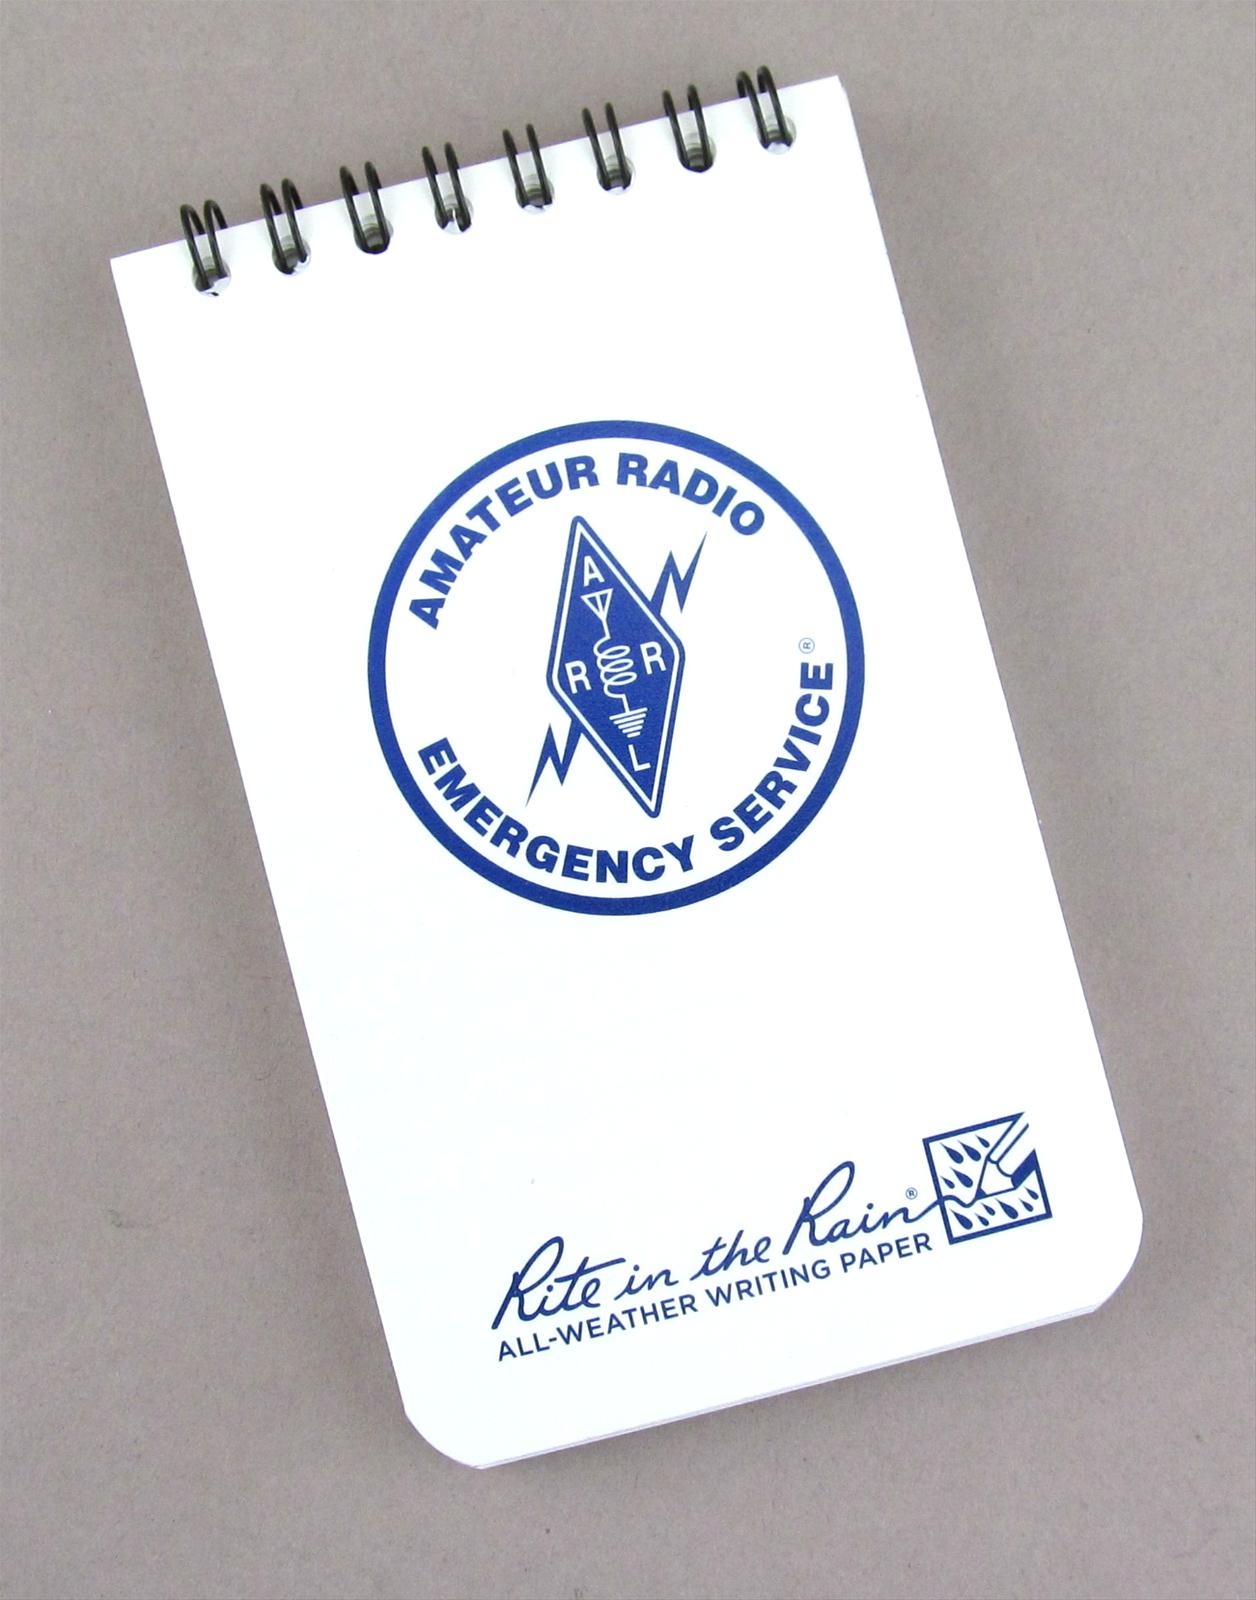 AMATEUR RADIO
A
R R
L
EMERGENCY SERVICE®
Rite in the Rain®
ALL-WEATHER WRITING PAPER